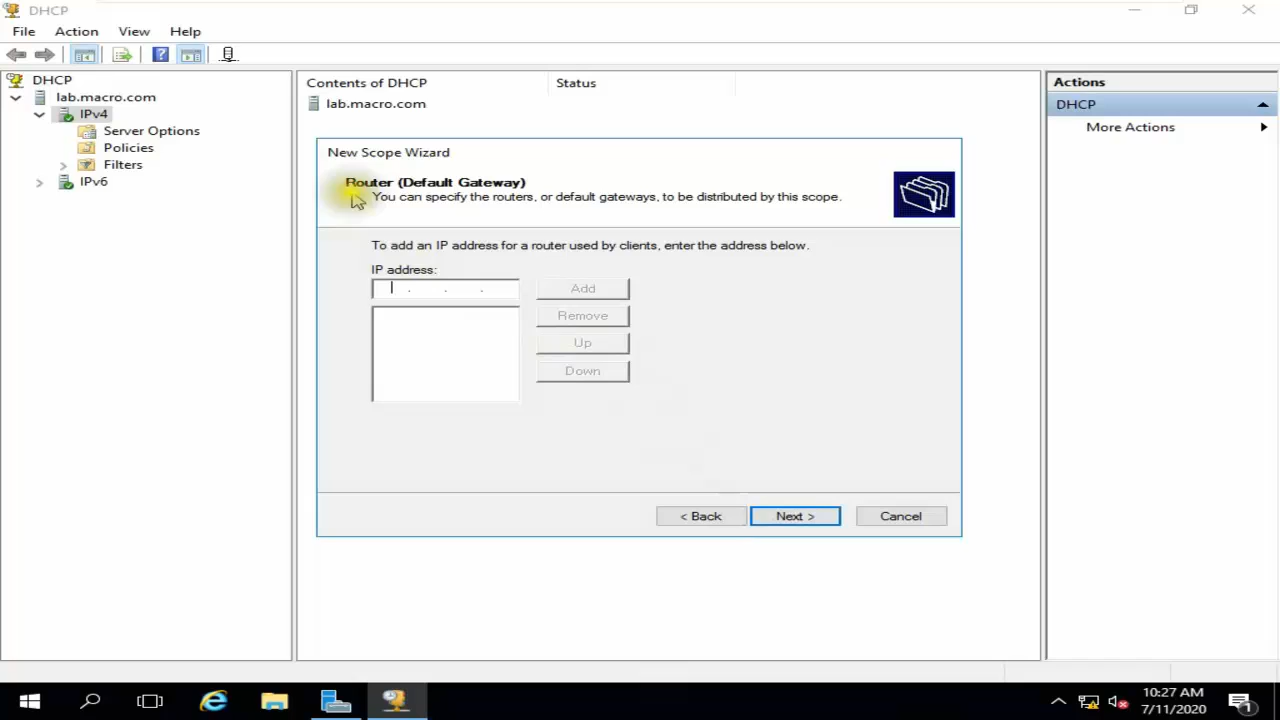 DHCP
File Action View Help
DHCP
lab.macro.com
IPv4
Server Options
Policies
Filters
IPv6
Contents of DHCP Status
lab.macro.com
New Scope Wizard
Router (Default Gateway)
You can specify the routers, or default gateways, to be distributed by this scope.
To add an IP address for a router used by clients, enter the address below.
IP address:
. . .
Add
Remove
Up
Down
< Back Next > Cancel
Actions
DHCP
More Actions
10:27 AM
7/11/2020
1